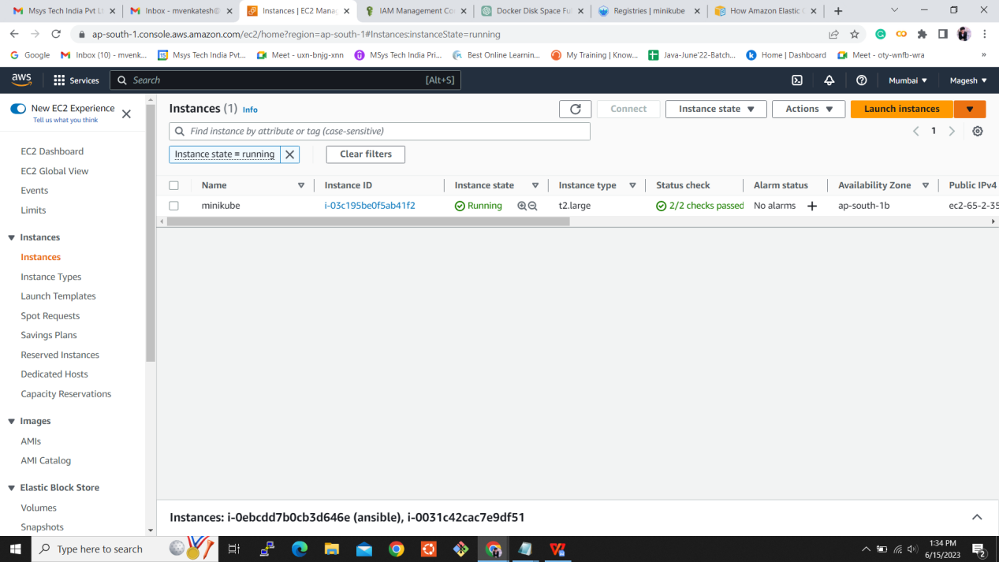 Msys Tech India Pvt Lt
Inbox - mvenkatesh@
Instances | EC2 Mana
IAM Management Co
Docker Disk Space Fu
Registries | minikube
How Amazon Elastic C
ap-south-1.console.aws.amazon.com/ec2/home?region=ap-south-1#Instances:instanceState=running
Google
Inbox (10) - mvenk...
Msys Tech India Pvt...
Meet - uxn-bnjg-xnn
MSys Tech India Pri...
Best Online Learnin...
My Training | Know...
Java-June'22-Batch...
Home | Dashboard
Meet - oty-wnfb-wra
»
aws
Services
Search
[Alt+S]
Mumbai
Magesh
New EC2 Experience
Tell us what you think
EC2 Dashboard
EC2 Global View
Events
Limits
Instances
Instances
Instance Types
Launch Templates
Spot Requests
Savings Plans
Reserved Instances
Dedicated Hosts
Capacity Reservations
Images
AMIs
AMI Catalog
Elastic Block Store
Volumes
Snapshots
Instances (1) Info
Connect
Instance state
Actions
Launch instances
Find instance by attribute or tag (case-sensitive)
1
Instance state = running
Clear filters
Name Instance ID Instance state Instance type Status check Alarm status Availability Zone Public IPv4
minikube i-03c195be0f5ab41f2 Running t2.large 2/2 checks passed No alarms + ap-south-1b ec2-65-2-35
Instances: i-0ebcdd7b0cb3d646e (ansible), i-0031c42cac7e9df51
Type here to search
1:34 PM
6/15/2023
2